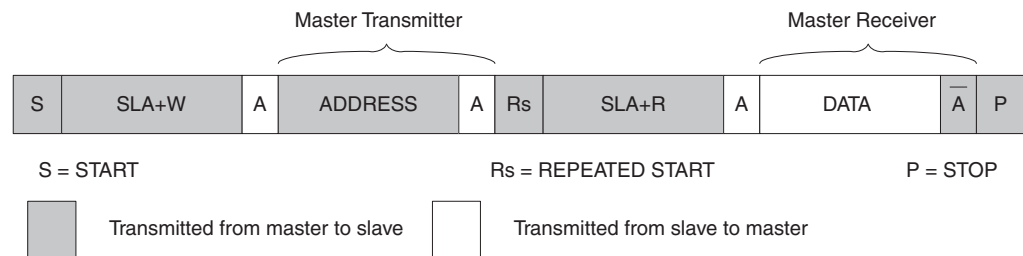 Master Transmitter Master Receiver
S SLA+W A ADDRESS A Rs SLA+R A DATA A̅ P
S = START Rs = REPEATED START P = STOP
Transmitted from master to slave Transmitted from slave to master